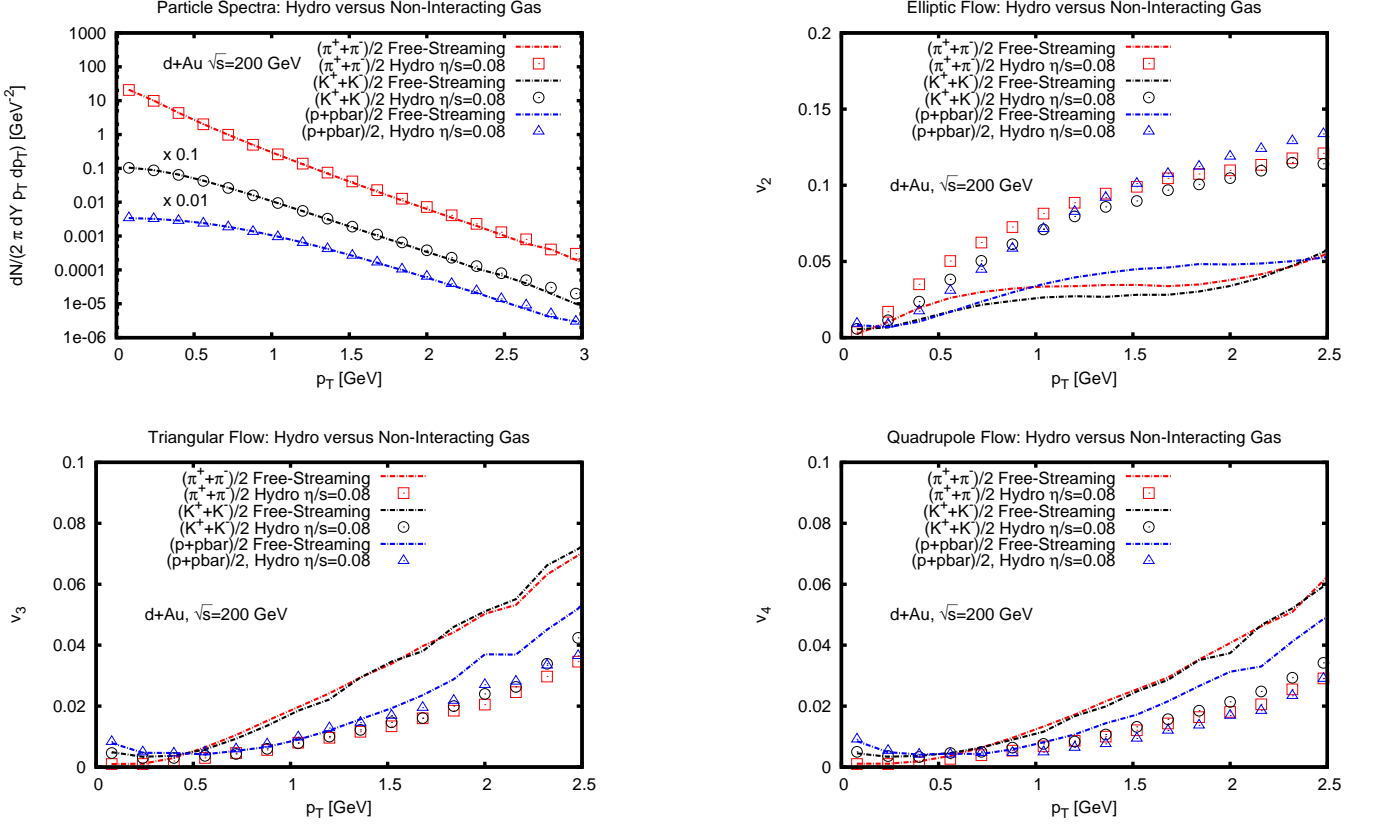 Particle Spectra: Hydro versus Non-Interacting Gas
dN/(2 π dY p_T dp_T) [GeV^-2]
1000
100
10
1
0.1
0.01
0.001
0.0001
1e-05
1e-06
d+Au √s=200 GeV
(π^+ +π^-)/2 Free-Streaming
(π^+ +π^-)/2 Hydro η/s=0.08
(K^+ +K^-)/2 Free-Streaming
(K^+ +K^-)/2 Hydro η/s=0.08
(p+pbar)/2 Free-Streaming
(p+pbar)/2, Hydro η/s=0.08
x 0.1
x 0.01
0 0.5 1 1.5 2 2.5 3
p_T [GeV]
Elliptic Flow: Hydro versus Non-Interacting Gas
v_2
0.2
0.15
0.1
0.05
0
(π^+ +π^-)/2 Free-Streaming
(π^+ +π^-)/2 Hydro η/s=0.08
(K^+ +K^-)/2 Free-Streaming
(K^+ +K^-)/2 Hydro η/s=0.08
(p+pbar)/2 Free-Streaming
(p+pbar)/2, Hydro η/s=0.08
d+Au, √s=200 GeV
0 0.5 1 1.5 2 2.5
p_T [GeV]
Triangular Flow: Hydro versus Non-Interacting Gas
v_3
0.1
0.08
0.06
0.04
0.02
0
(π^+ +π^-)/2 Free-Streaming
(π^+ +π^-)/2 Hydro η/s=0.08
(K^+ +K^-)/2 Free-Streaming
(K^+ +K^-)/2 Hydro η/s=0.08
(p+pbar)/2 Free-Streaming
(p+pbar)/2, Hydro η/s=0.08
d+Au, √s=200 GeV
0 0.5 1 1.5 2 2.5
p_T [GeV]
Quadrupole Flow: Hydro versus Non-Interacting Gas
v_4
0.1
0.08
0.06
0.04
0.02
0
(π^+ +π^-)/2 Free-Streaming
(π^+ +π^-)/2 Hydro η/s=0.08
(K^+ +K^-)/2 Free-Streaming
(K^+ +K^-)/2 Hydro η/s=0.08
(p+pbar)/2 Free-Streaming
(p+pbar)/2, Hydro η/s=0.08
d+Au, √s=200 GeV
0 0.5 1 1.5 2 2.5
p_T [GeV]